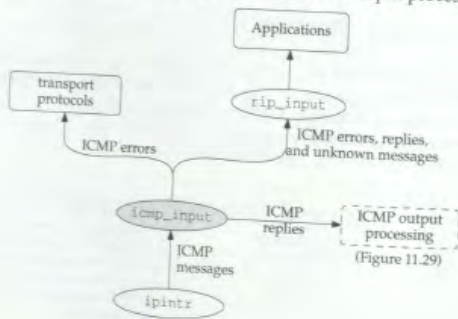 Applications
transport
protocols
rip_input
ICMP errors
ICMP errors, replies,
and unknown messages
icmp_input
ICMP
replies
ICMP output
processing
(Figure 11.29)
ICMP
messages
ipintr